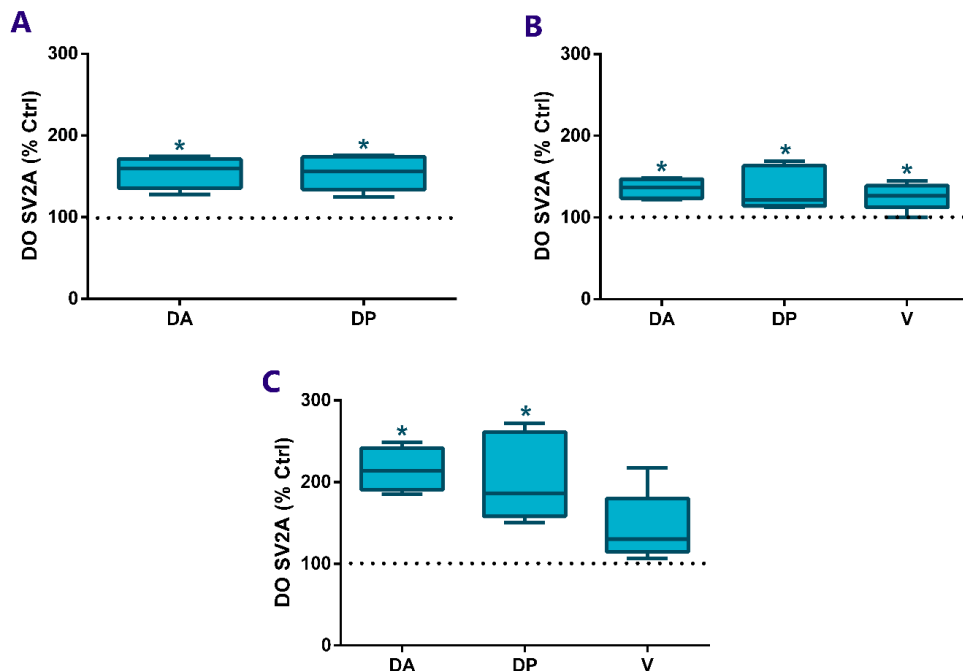 A
DO SV2A (% Ctrl)
300
200
100
0
*
*
DA
DP
B
DO SV2A (% Ctrl)
300
200
100
0
*
*
*
DA
DP
V
C
DO SV2A (% Ctrl)
300
200
100
0
*
*
DA
DP
V